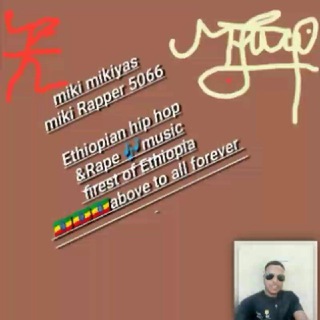 miki mikiyas
miki Rapper 5066
Ethiopian hip hop
&Rape 🎶music
firest of Ethiopia
🇪🇹🇪🇹🇪🇹🇪🇹above to all forever